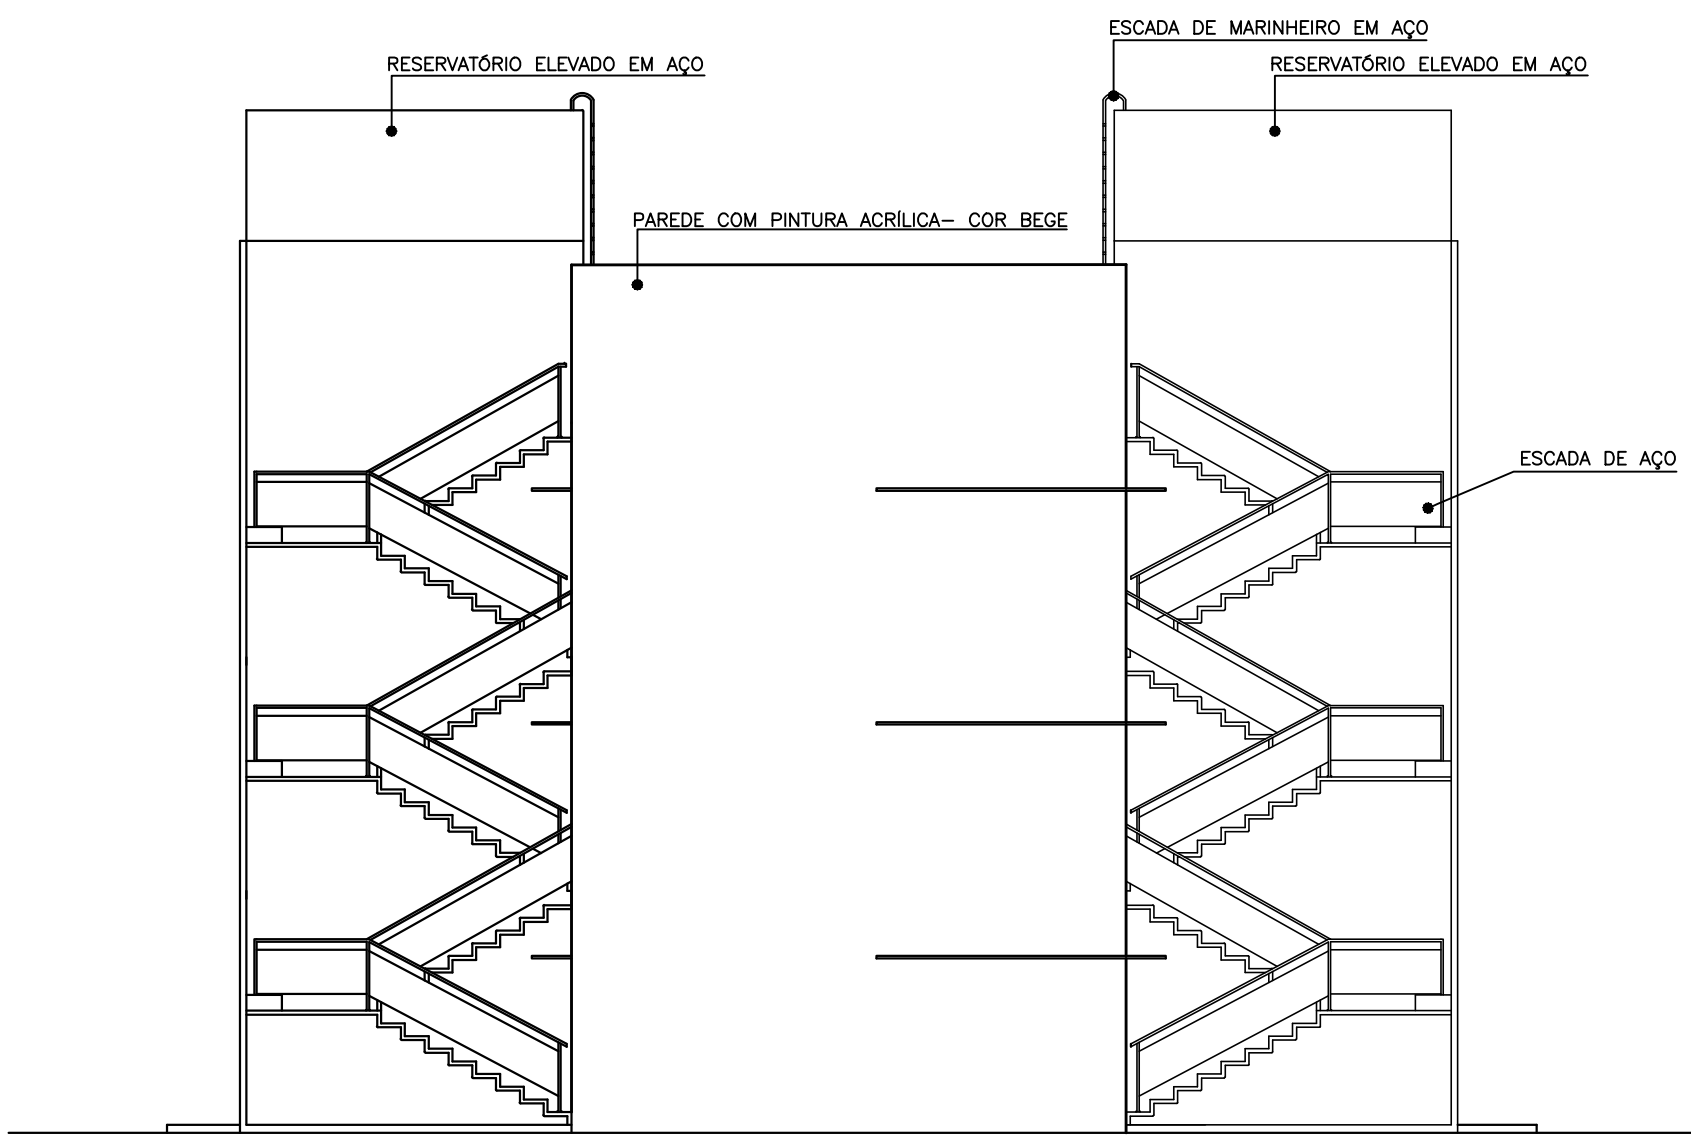 ESCADA DE MARINHEIRO EM AÇO
RESERVATÓRIO ELEVADO EM AÇO
RESERVATÓRIO ELEVADO EM AÇO
PAREDE COM PINTURA ACRÍLICA- COR BEGE
ESCADA DE AÇO